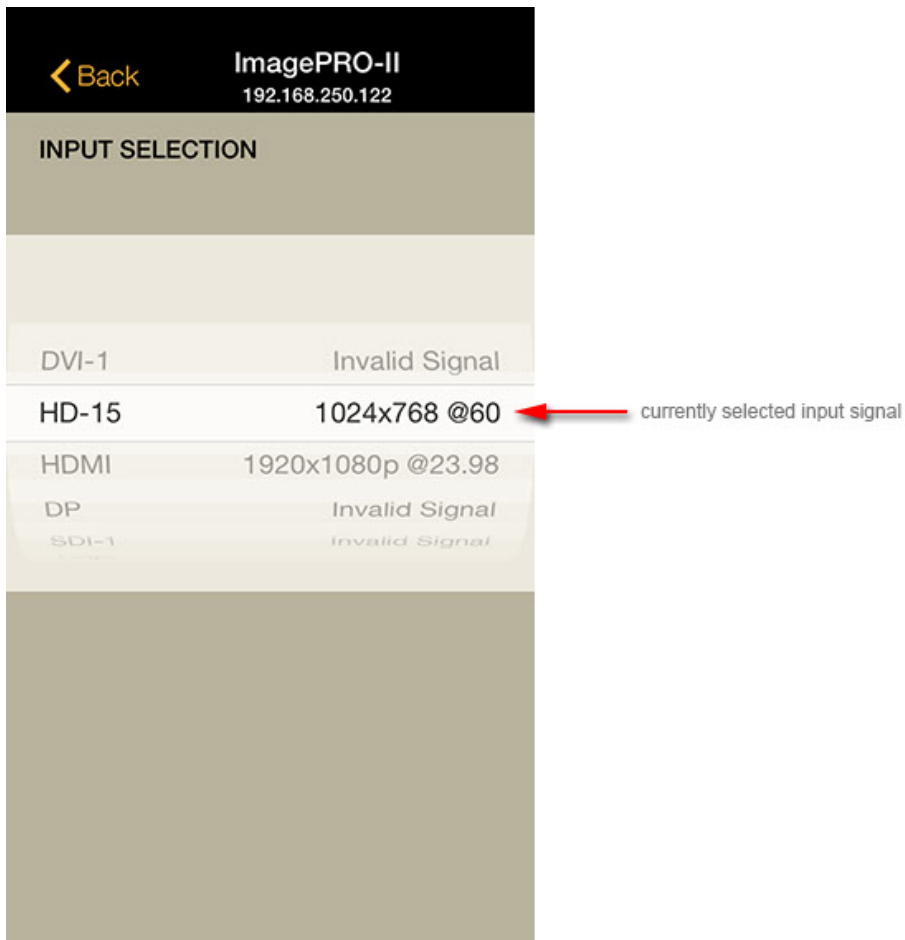 Back
ImagePRO-II
192.168.250.122
INPUT SELECTION
DVI-1 Invalid Signal
HD-15 1024x768 @60
currently selected input signal
HDMI 1920x1080p @23.98
DP Invalid Signal
SDI-1 Invalid Signal